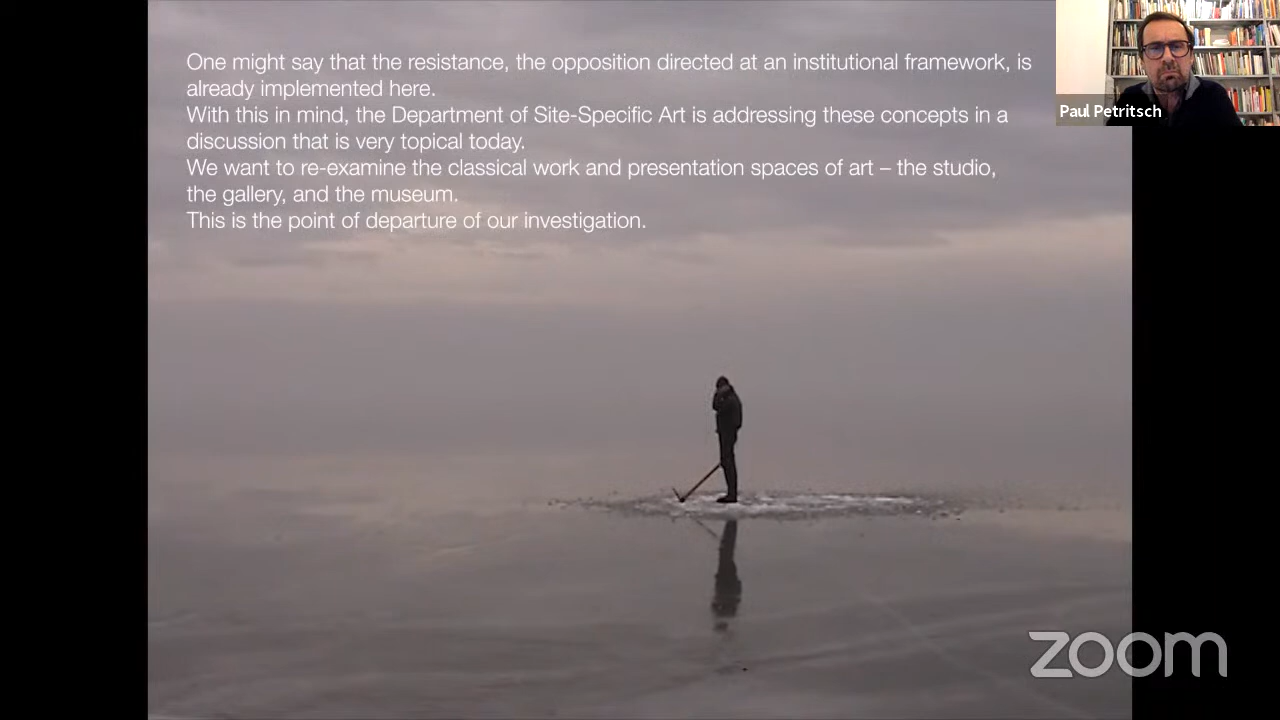 One might say that the resistance, the opposition directed at an institutional framework, is
already implemented here.
With this in mind, the Department of Site-Specific Art is addressing these concepts in a
discussion that is very topical today.
We want to re-examine the classical work and presentation spaces of art – the studio,
the gallery, and the museum.
This is the point of departure of our investigation.
Paul Petritsch
zoom